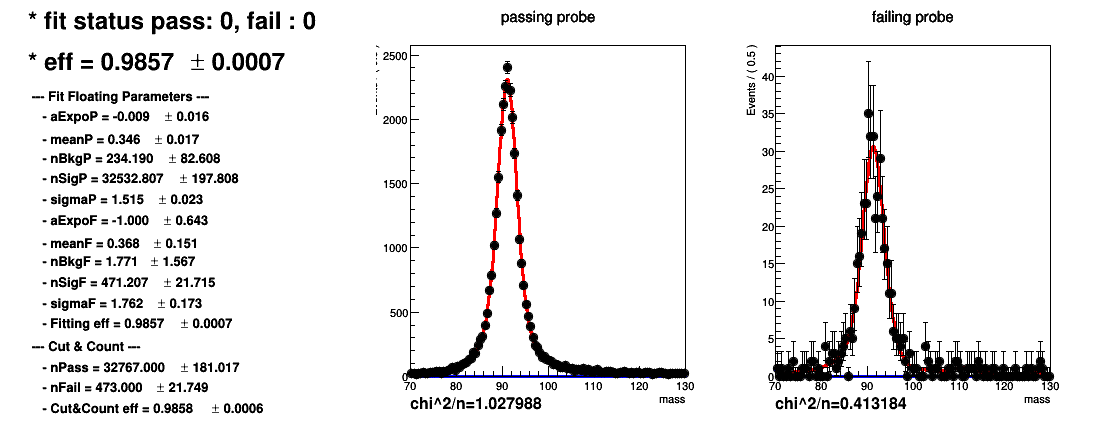 * fit status pass: 0, fail : 0
* eff = 0.9857 ± 0.0007
--- Fit Floating Parameters ---
- aExpoP = -0.009 ± 0.016
- meanP = 0.346 ± 0.017
- nBkgP = 234.190 ± 82.608
- nSigP = 32532.807 ± 197.808
- sigmaP = 1.515 ± 0.023
- aExpoF = -1.000 ± 0.643
- meanF = 0.368 ± 0.151
- nBkgF = 1.771 ± 1.567
- nSigF = 471.207 ± 21.715
- sigmaF = 1.762 ± 0.173
- Fitting eff = 0.9857 ± 0.0007
--- Cut & Count ---
- nPass = 32767.000 ± 181.017
- nFail = 473.000 ± 21.749
- Cut&Count eff = 0.9858 ± 0.0006
passing probe
2500
2000
1500
1000
500
0
70 80 90 100 110 120 130
mass
chi^2/n=1.027988
failing probe
Events / ( 0.5 )
40
35
30
25
20
15
10
5
0
70 80 90 100 110 120 130
mass
chi^2/n=0.413184